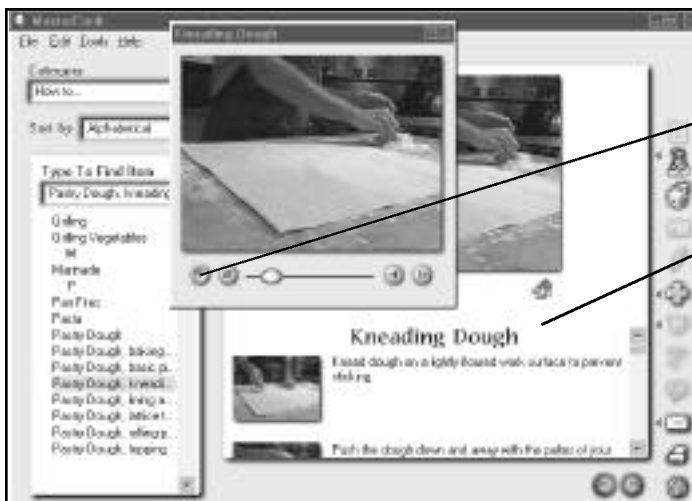 MasterCook
File Edit Tools Help
Kneading Dough
Categories
How to...
Sort by: Alphabetical
Type To Find Item
Pastry Dough, kneading
Grilling
Grilling Vegetables
M
Marinade
P
Pan Fries
Pasta
Pastry Dough
Pastry Dough, baking...
Pastry Dough, basic p...
Pastry Dough, kneadi...
Pastry Dough, lining a...
Pastry Dough, lattice t...
Pastry Dough, rolling p...
Pastry Dough, topping
Kneading Dough
Knead dough on a lightly floured work surface to prevent
sticking.
Push the dough down and away with the palms of your